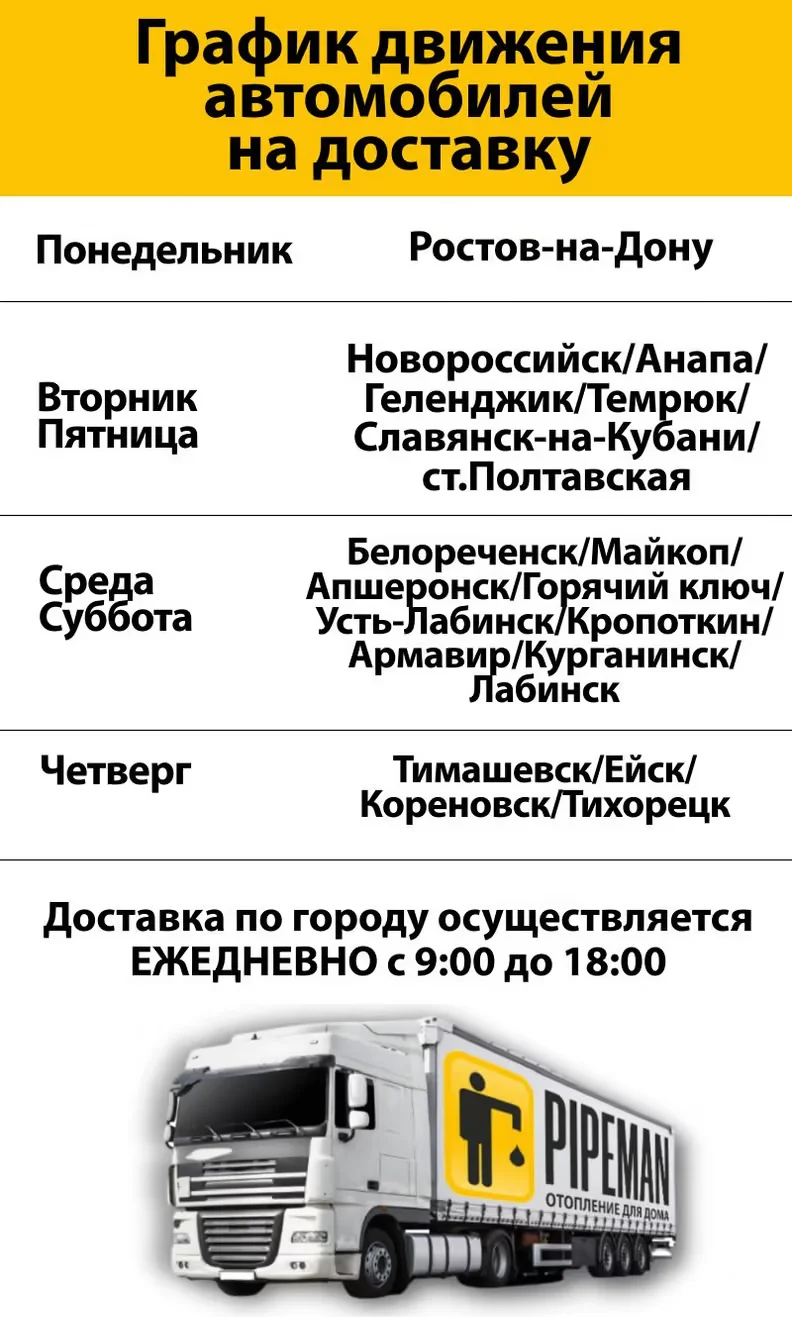 График движения
автомобилей
на доставку
Понедельник
Ростов-на-Дону
Вторник
Пятница
Новороссийск/Анапа/
Геленджик/Темрюк/
Славянск-на-Кубани/
ст.Полтавская
Среда
Суббота
Белореченск/Майкоп/
Апшеронск/Горячий ключ/
Усть-Лабинск/Кропоткин/
Армавир/Курганинск/
Лабинск
Четверг
Тимашевск/Ейск/
Кореновск/Тихорецк
Доставка по городу осуществляется
ЕЖЕДНЕВНО с 9:00 до 18:00
PIPEMAN
ОТОПЛЕНИЕ ДЛЯ ДОМА